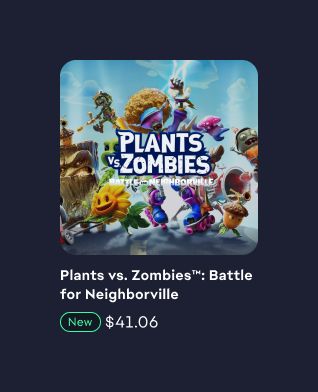 PLANTS
VS. ZOMBIES
BATTLE FOR NEIGHBORVILLE
Plants vs. Zombies™: Battle
for Neighborville
New $41.06